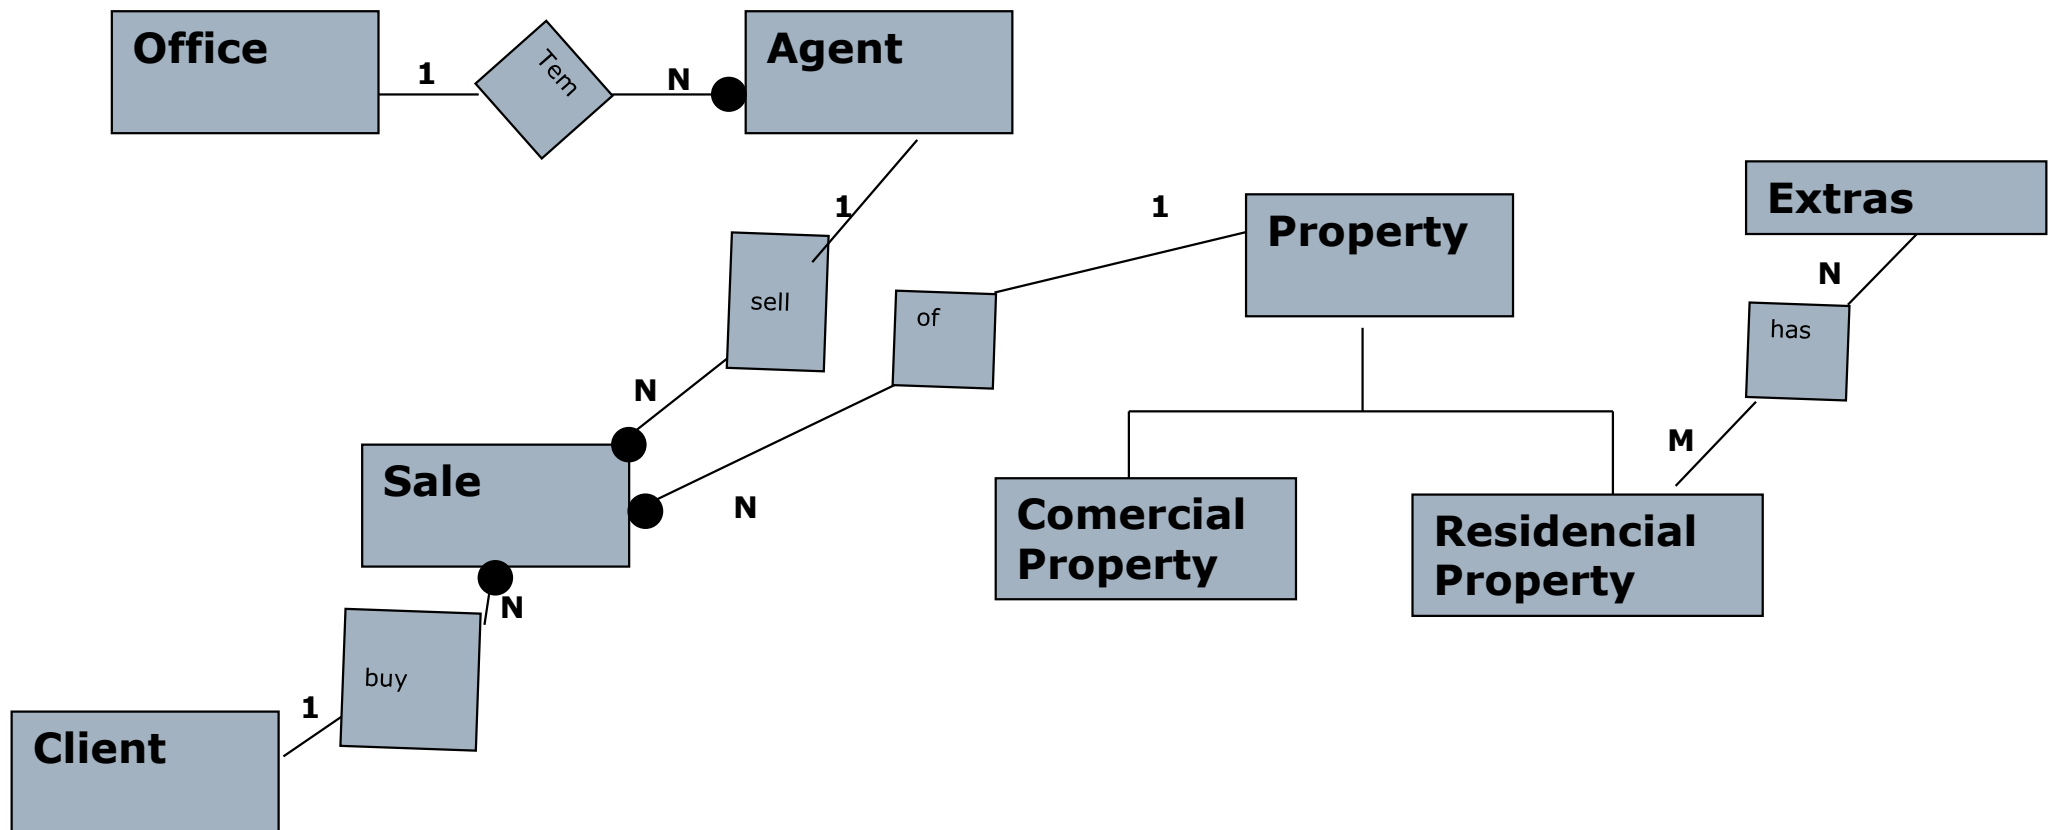 Office
1
Tem
N
Agent
1
sell
N
of
1
Property
Extras
N
has
M
Sale
N
Comercial
Property
Residencial
Property
N
buy
1
Client